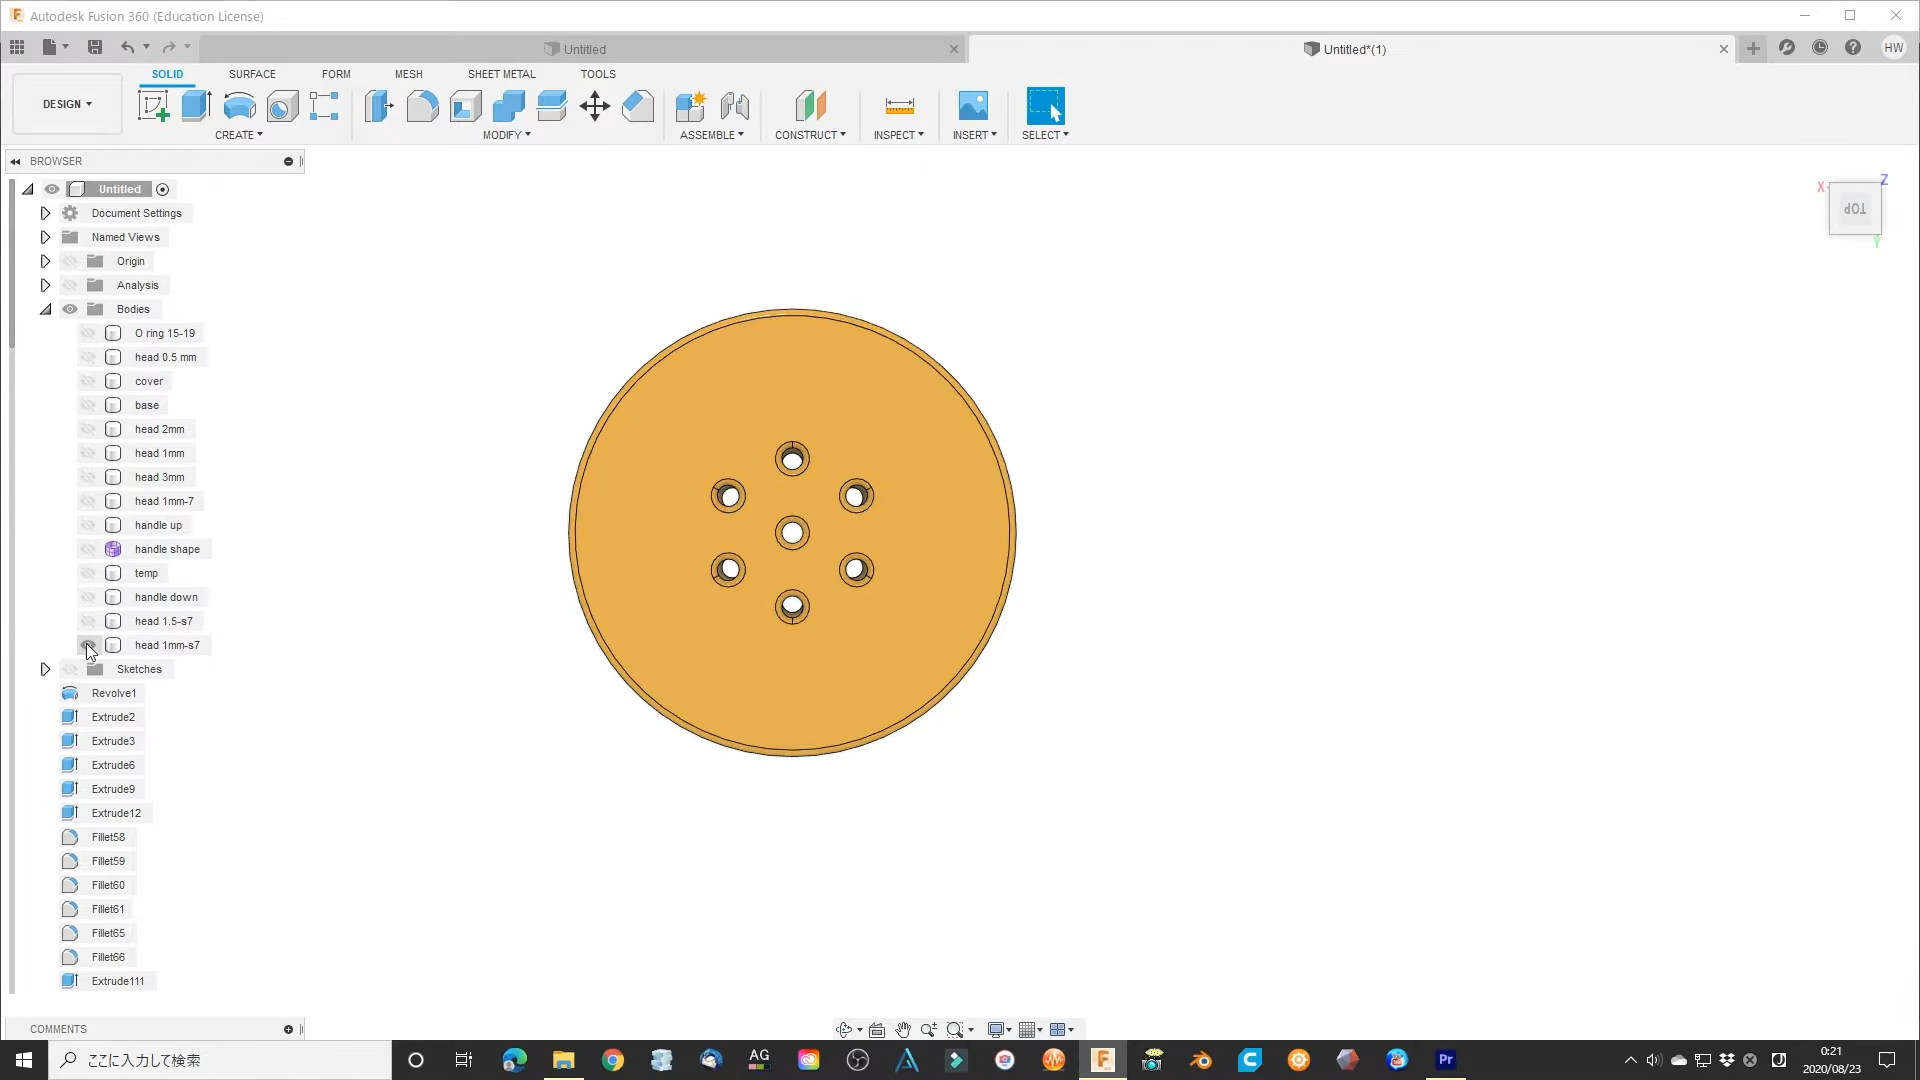 Autodesk Fusion 360 (Education License)
Untitled
Untitled*(1)
HW
DESIGN
SOLID
SURFACE
FORM
MESH
SHEET METAL
TOOLS
CREATE
MODIFY
ASSEMBLE
CONSTRUCT
INSPECT
INSERT
SELECT
BROWSER
Untitled
Document Settings
Named Views
Origin
Analysis
Bodies
O ring 15-19
head 0.5 mm
cover
base
head 2mm
head 1mm
head 3mm
head 1mm-7
handle up
handle shape
temp
handle down
head 1.5-s7
head 1mm-s7
Sketches
Revolve1
Extrude2
Extrude3
Extrude6
Extrude9
Extrude12
Fillet58
Fillet59
Fillet60
Fillet61
Fillet65
Fillet66
Extrude111
X
Z
TOP
Y
COMMENTS
ここに入力して検索
AG
F
Pr
0:21
2020/08/23